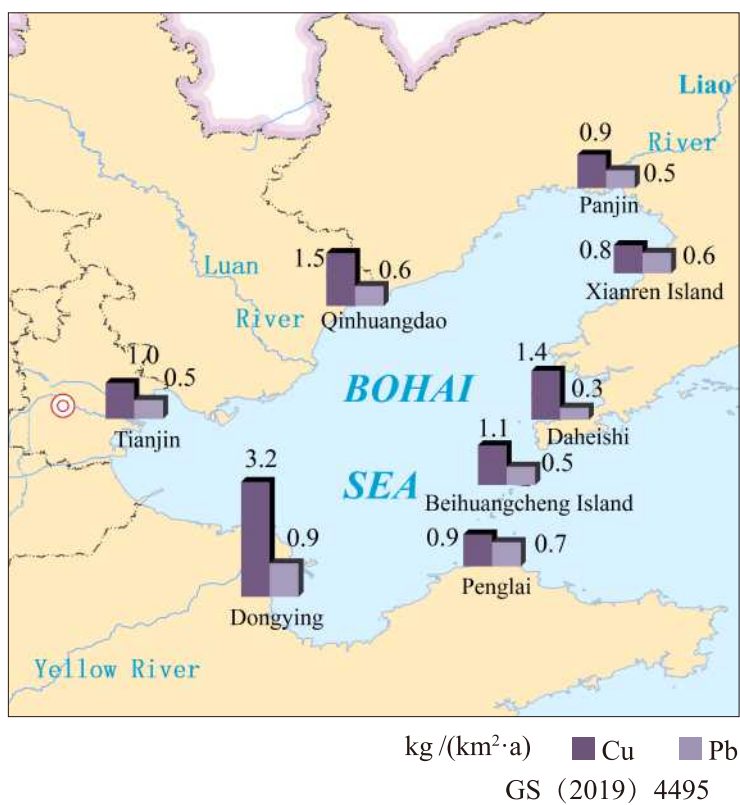 Liao
River
0.9
0.5
Panjin
0.8
0.6
Xianren Island
Luan
River
1.5
0.6
Qinhuangdao
1.0
0.5
Tianjin
BOHAI
SEA
1.4
0.3
Daheishi
1.1
0.5
Beihuangcheng Island
3.2
0.9
Dongying
0.9
0.7
Penglai
Yellow River
kg /(km²·a) Cu Pb
GS（2019）4495